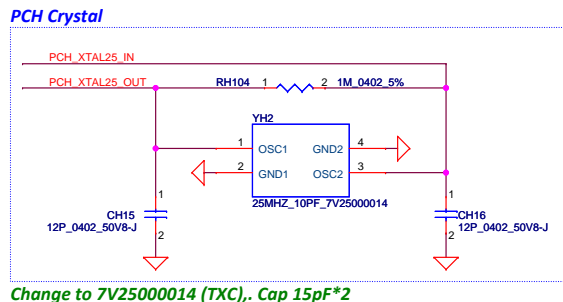 PCH Crystal
PCH_XTAL25_IN
PCH_XTAL25_OUT
RH104 1 2 1M_0402_5%
YH2
1 OSC1 GND2 4
2 GND1 OSC2 3
25MHZ_10PF_7V25000014
1 1
CH15 CH16
12P_0402_50V8-J 12P_0402_50V8-J
2 2
Change to 7V25000014 (TXC),. Cap 15pF*2